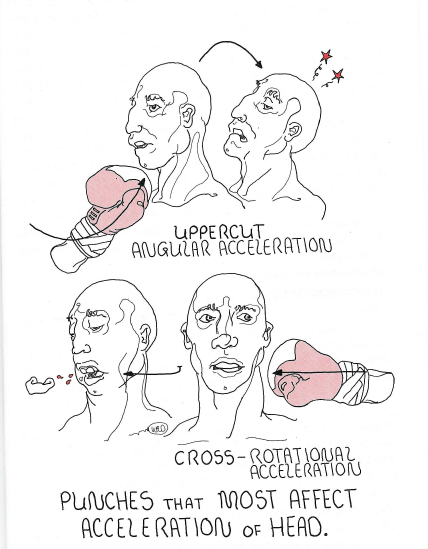 UPPERCUT
ANGULAR ACCELERATION
CROSS-ROTATIONAL
ACCELERATION
PUNCHES THAT MOST AFFECT
ACCELERATION OF HEAD.